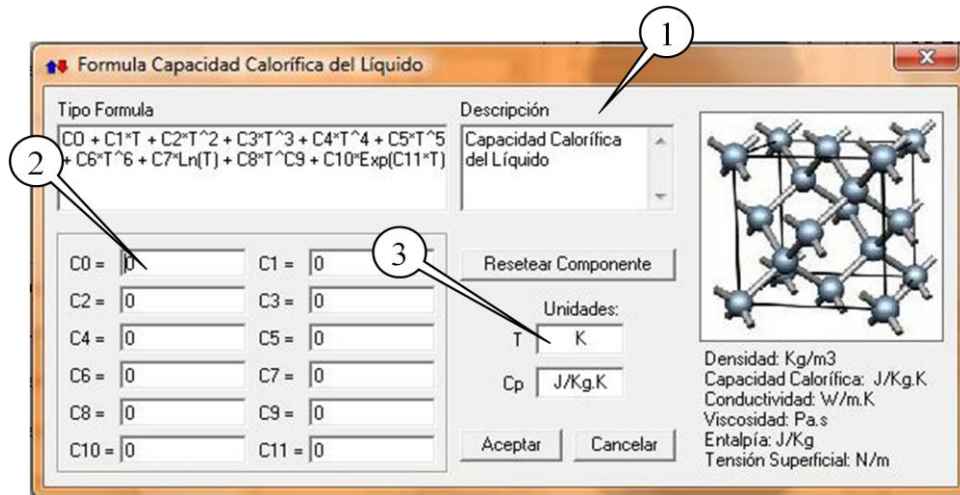 1
Formula Capacidad Calorífica del Líquido
Tipo Formula
C0 + C1*T + C2*T^2 + C3*T^3 + C4*T^4 + C5*T^5
+ C6*T^6 + C7*Ln(T) + C8*T^C9 + C10*Exp(C11*T)
Descripción
Capacidad Calorífica
del Líquido
2
3
C0 = 0
C1 = 0
C2 = 0
C3 = 0
C4 = 0
C5 = 0
C6 = 0
C7 = 0
C8 = 0
C9 = 0
C10 = 0
C11 = 0
Resetear Componente
Unidades:
T K
Cp J/Kg.K
Aceptar
Cancelar
Densidad: Kg/m3
Capacidad Calorífica: J/Kg.K
Conductividad: W/m.K
Viscosidad: Pa.s
Entalpía: J/Kg
Tensión Superficial: N/m